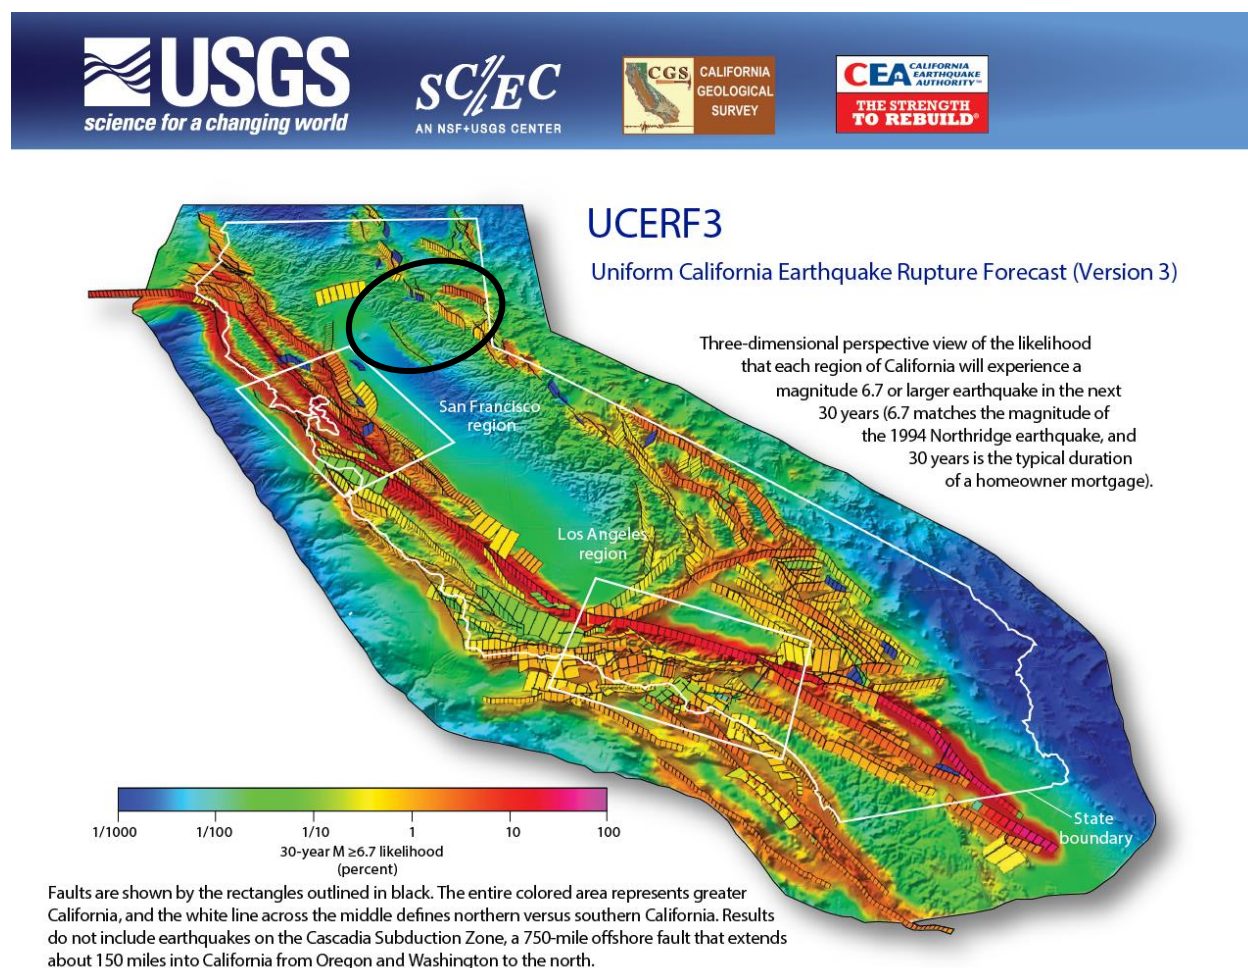 USGS
science for a changing world
SC/EC
AN NSF+USGS CENTER
CGS
CALIFORNIA
GEOLOGICAL
SURVEY
CEA CALIFORNIA
EARTHQUAKE
AUTHORITY™
THE STRENGTH
TO REBUILD®
UCERF3
Uniform California Earthquake Rupture Forecast (Version 3)
Three-dimensional perspective view of the likelihood
that each region of California will experience a
magnitude 6.7 or larger earthquake in the next
30 years (6.7 matches the magnitude of
the 1994 Northridge earthquake, and
30 years is the typical duration
of a homeowner mortgage).
San Francisco
region
Los Angeles
region
State
boundary
1/1000 1/100 1/10 1 10 100
30-year M ≥6.7 likelihood
(percent)
Faults are shown by the rectangles outlined in black. The entire colored area represents greater
California, and the white line across the middle defines northern versus southern California. Results
do not include earthquakes on the Cascadia Subduction Zone, a 750-mile offshore fault that extends
about 150 miles into California from Oregon and Washington to the north.